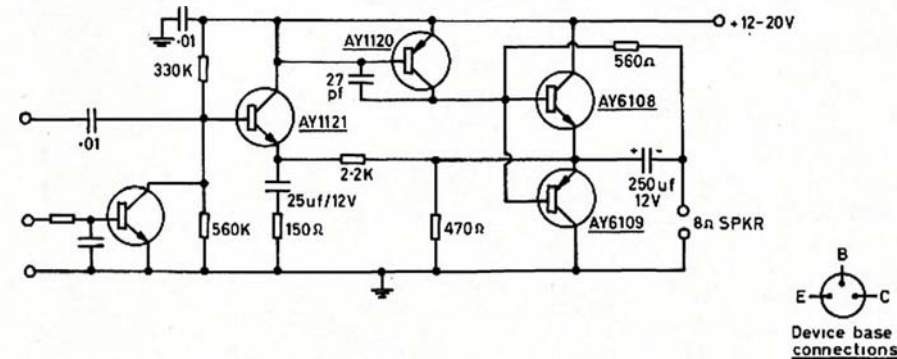 +12-20V
·01
AY1120
330K
560Ω
27
pf
AY6108
AY1121
·01
2·2K
+ -
250uf
12V
25uf/12V
AY6109
8Ω SPKR
560K
150Ω
470Ω
B
E
C
Device base
connections